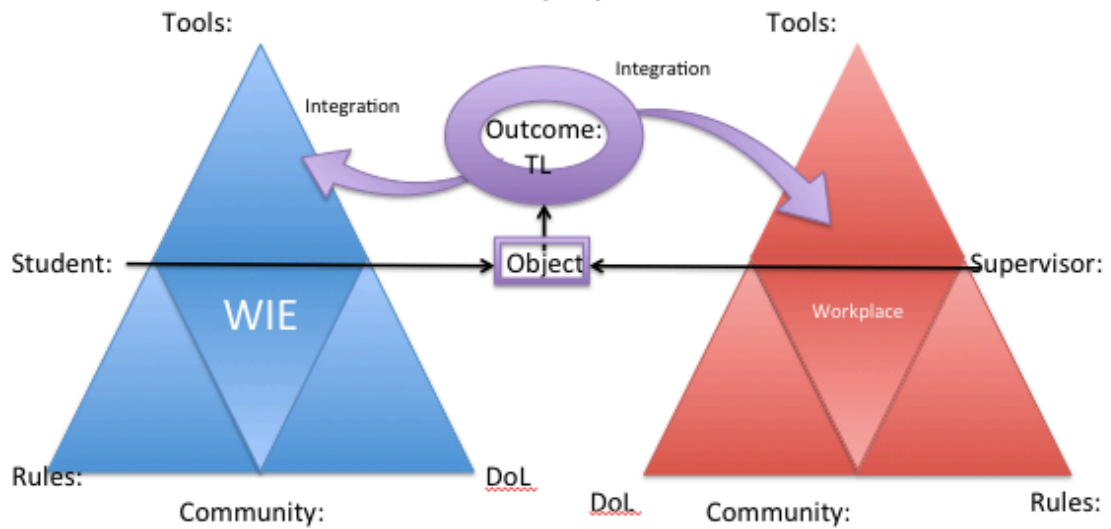 Tools:
Tools:
Integration
Integration
Outcome:
TL
Student:
Object
Supervisor:
WIE
Workplace
Rules:
DoL
Community:
DoL
Community:
Rules: